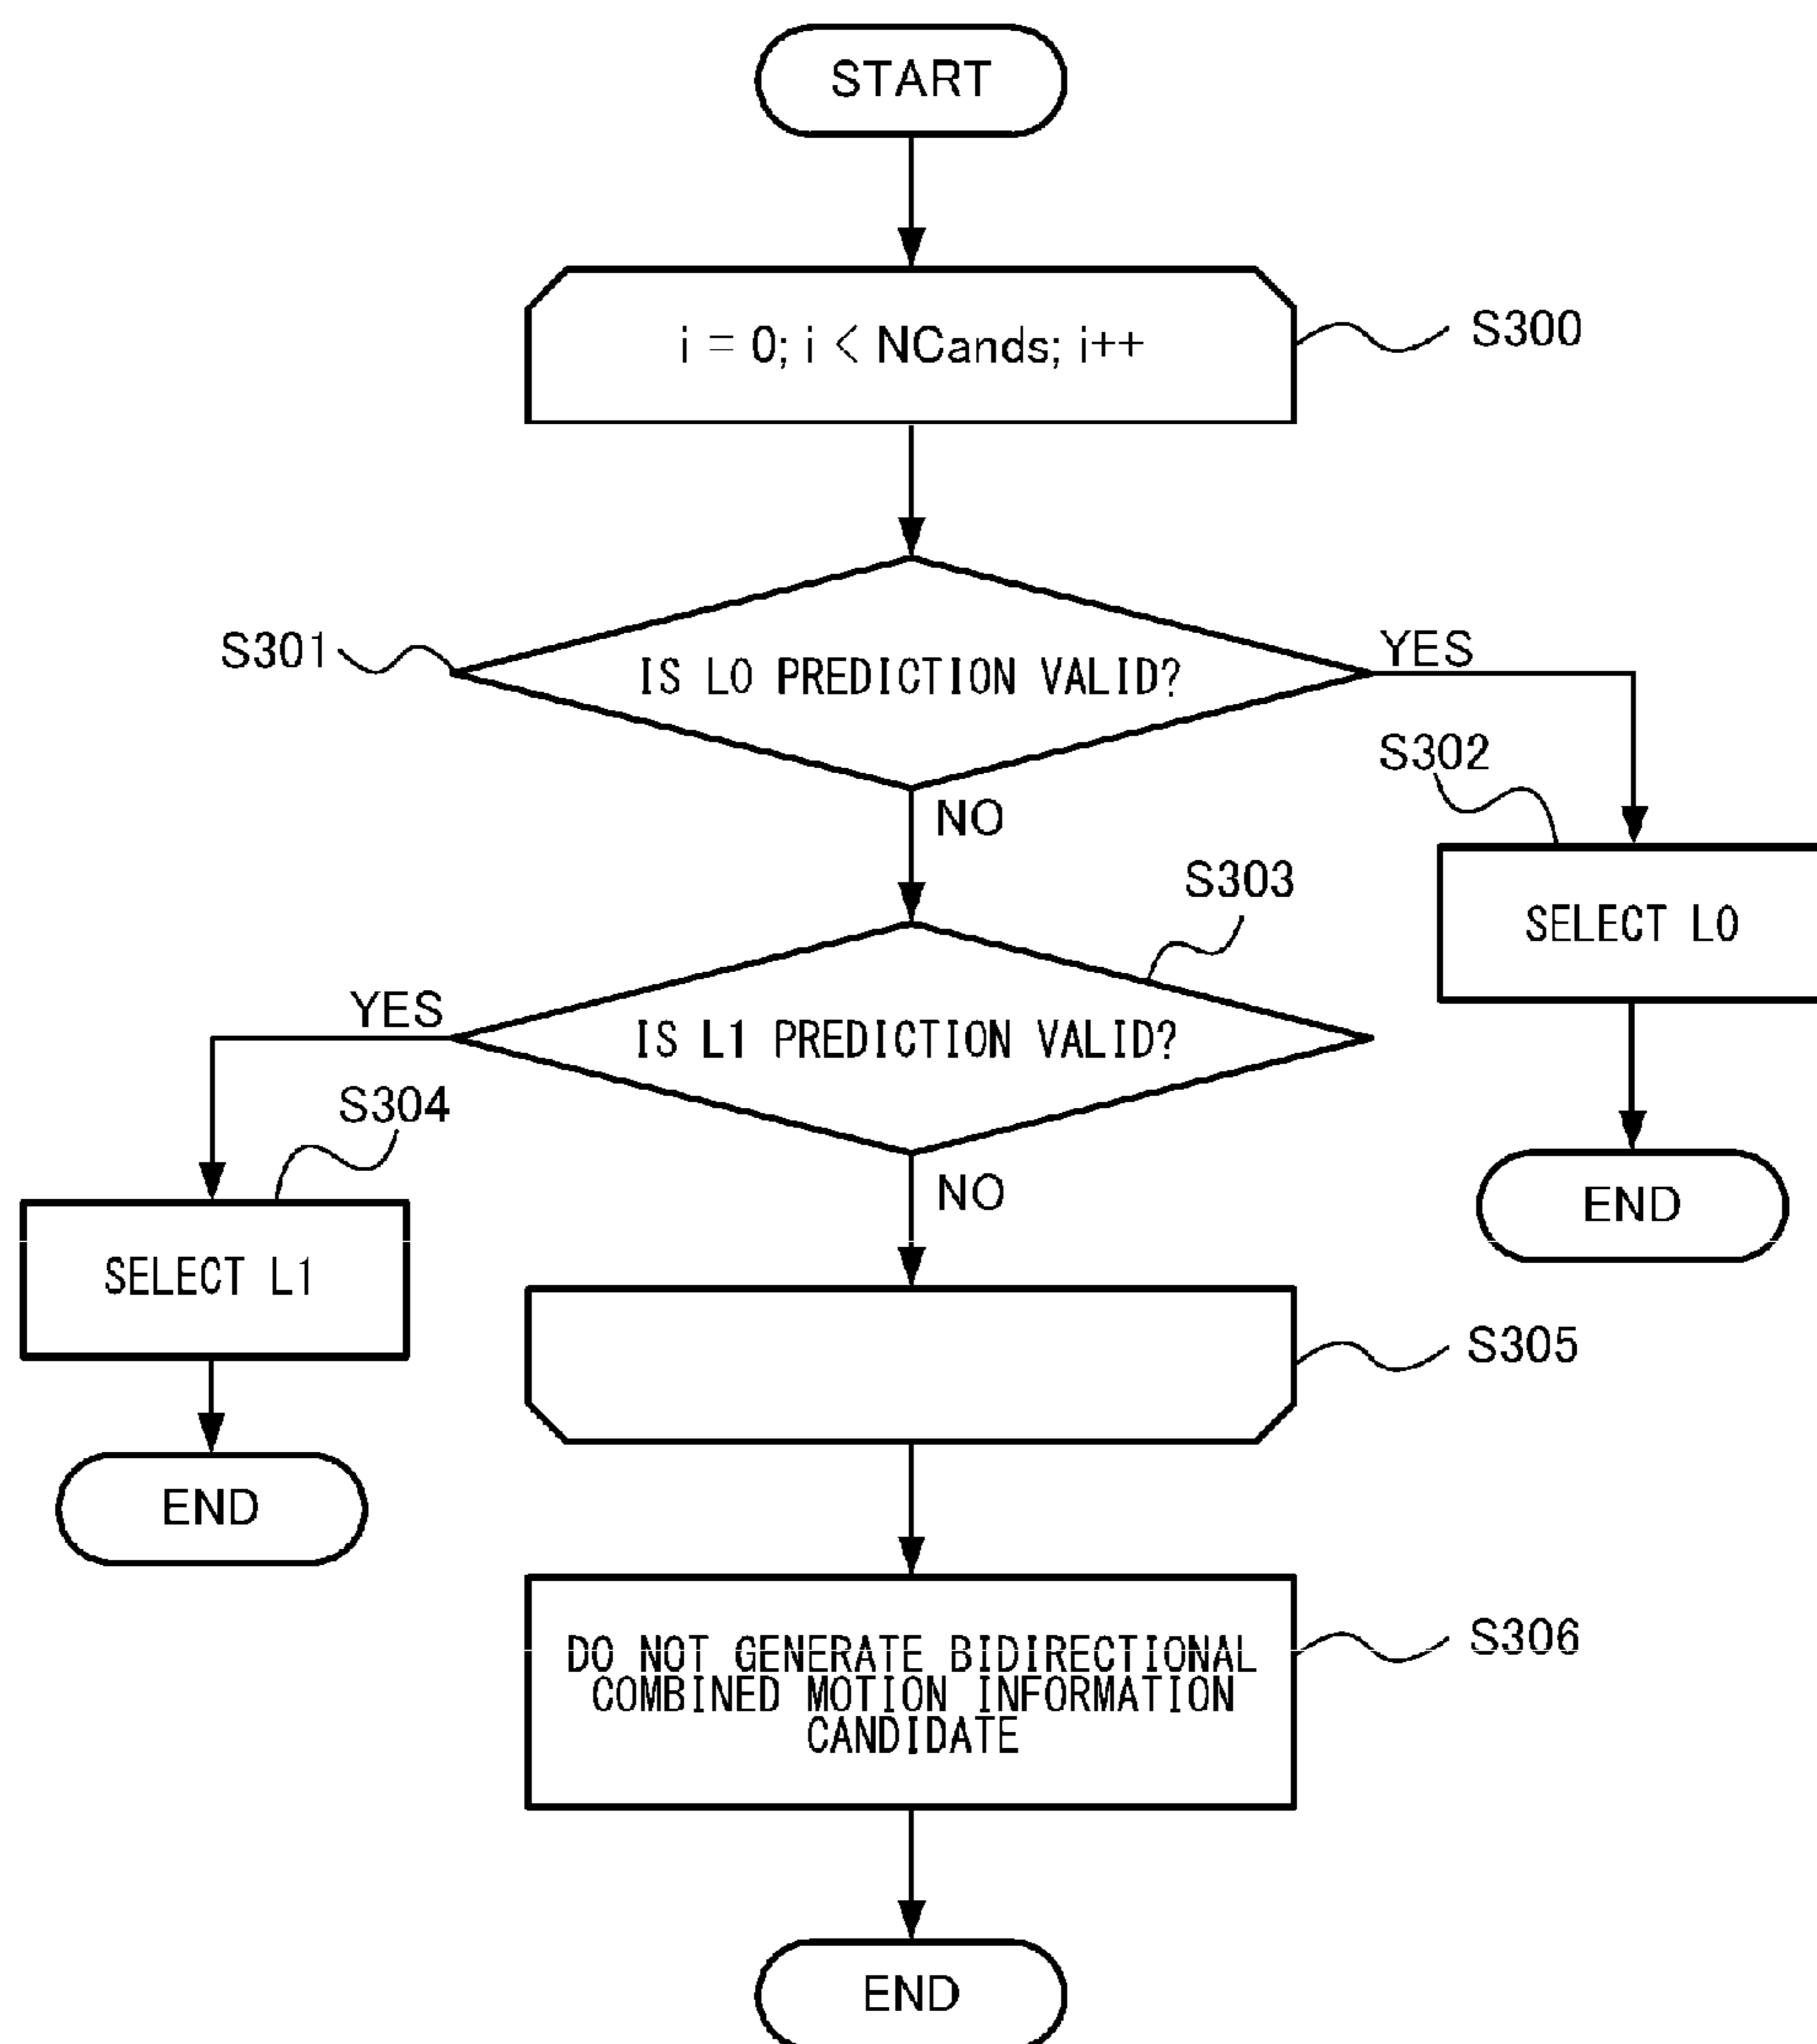 START
i = 0; i < NCands; i++
S300
S301
IS L0 PREDICTION VALID?
YES
S302
NO
SELECT L0
S303
YES
IS L1 PREDICTION VALID?
S304
NO
END
SELECT L1
S305
END
DO NOT GENERATE BIDIRECTIONAL
COMBINED MOTION INFORMATION
CANDIDATE
S306
END